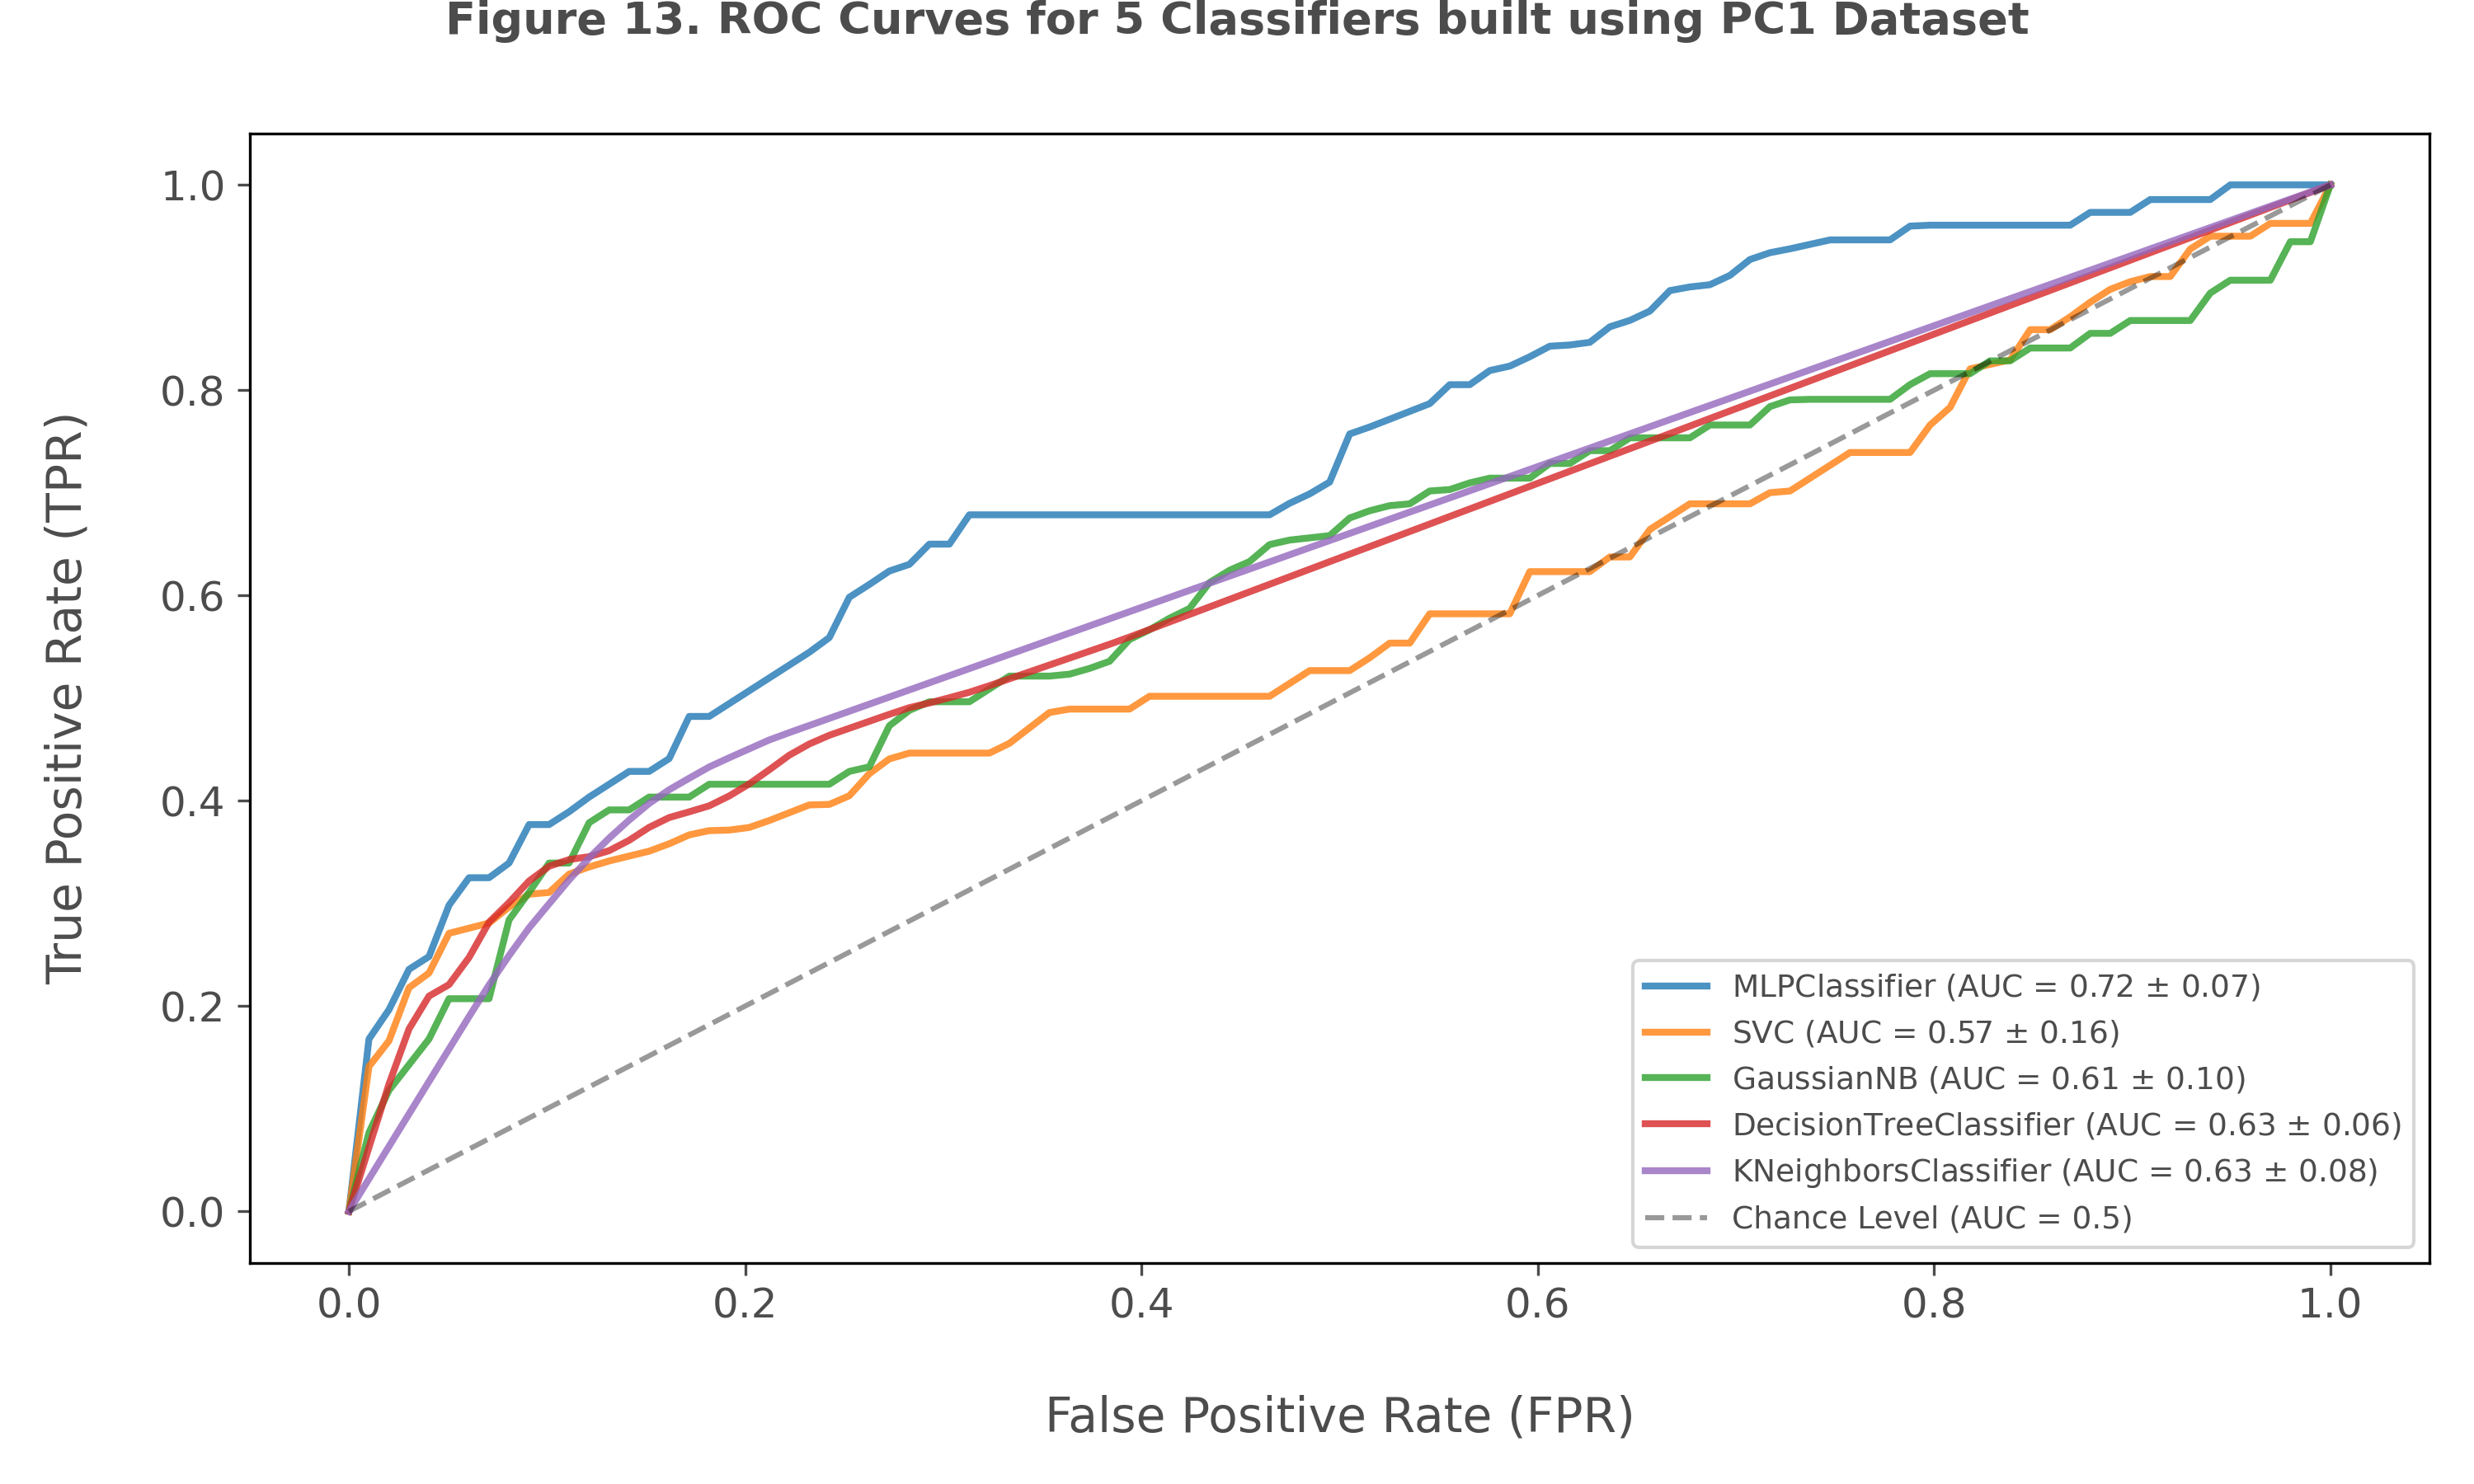 Figure 13. ROC Curves for 5 Classifiers built using PC1 Dataset
True Positive Rate (TPR)
1.0
0.8
0.6
0.4
0.2
0.0
MLPClassifier (AUC = 0.72 ± 0.07)
SVC (AUC = 0.57 ± 0.16)
GaussianNB (AUC = 0.61 ± 0.10)
DecisionTreeClassifier (AUC = 0.63 ± 0.06)
KNeighborsClassifier (AUC = 0.63 ± 0.08)
Chance Level (AUC = 0.5)
0.0 0.2 0.4 0.6 0.8 1.0
False Positive Rate (FPR)